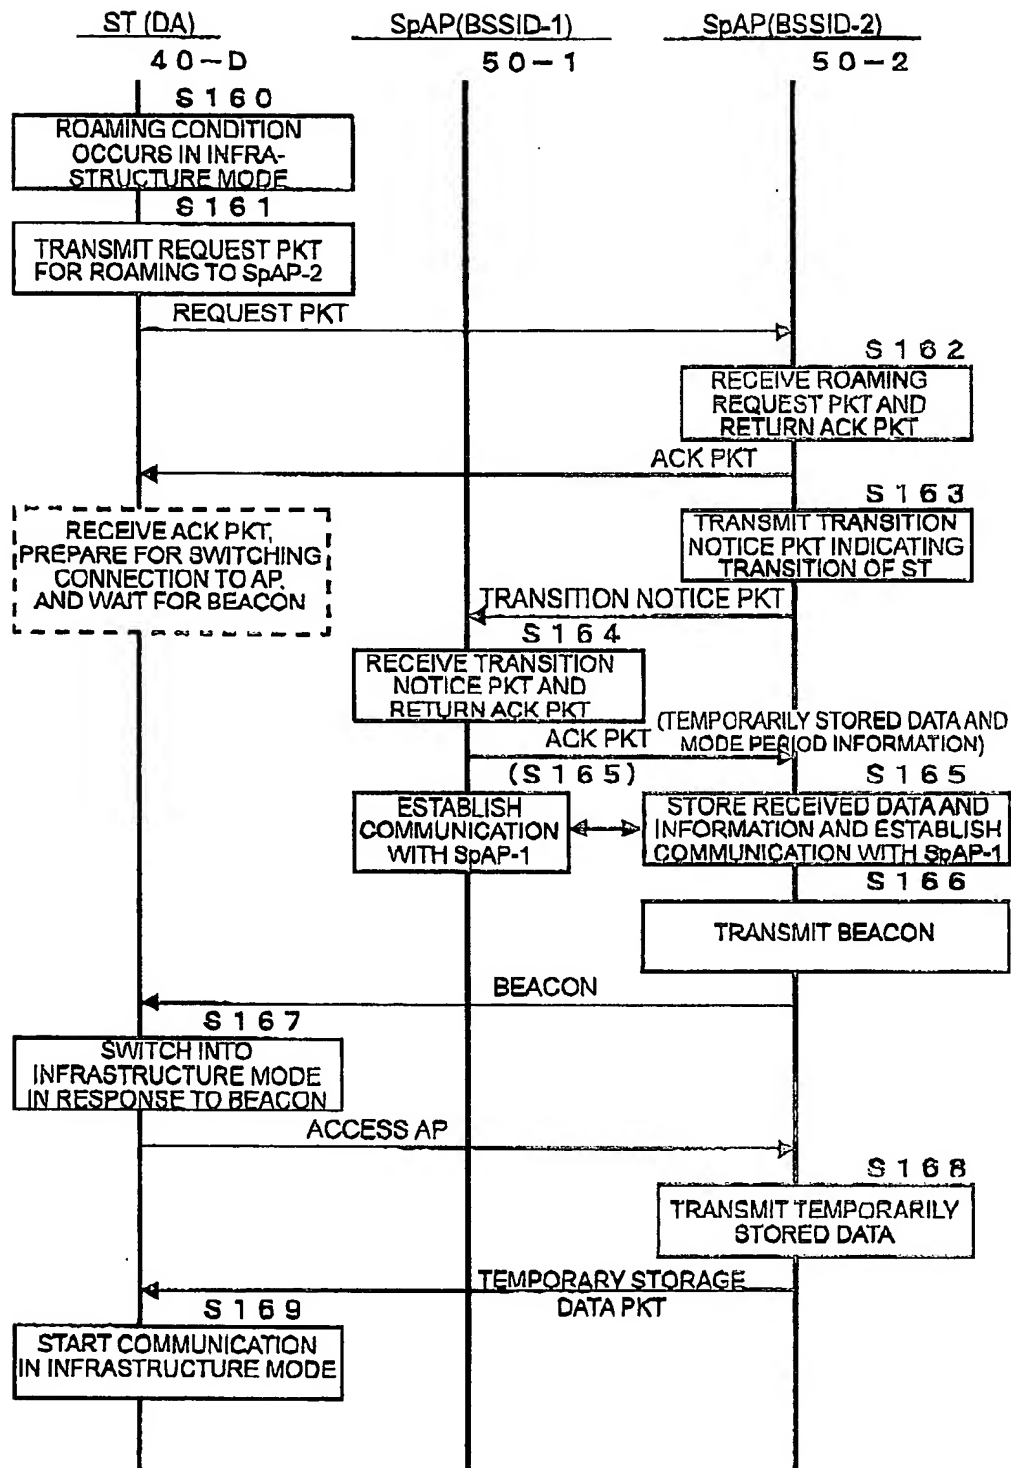 ST (DA)
SpAP(BSSID-1)
SpAP(BSSID-2)
40-D
50-1
50-2
S160
ROAMING CONDITION
OCCURS IN INFRA-
STRUCTURE MODE
S161
TRANSMIT REQUEST PKT
FOR ROAMING TO SpAP-2
REQUEST PKT
S162
RECEIVE ROAMING
REQUEST PKT AND
RETURN ACK PKT
ACK PKT
S163
RECEIVE ACK PKT,
PREPARE FOR SWITCHING
CONNECTION TO AP,
AND WAIT FOR BEACON
TRANSMIT TRANSITION
NOTICE PKT INDICATING
TRANSITION OF ST
TRANSITION NOTICE PKT
S164
RECEIVE TRANSITION
NOTICE PKT AND
RETURN ACK PKT
ACK PKT
(TEMPORARILY STORED DATA AND
MODE PERIOD INFORMATION)
(S165)
S165
ESTABLISH
COMMUNICATION
WITH SpAP-1
STORE RECEIVED DATA AND
INFORMATION AND ESTABLISH
COMMUNICATION WITH SpAP-1
S166
TRANSMIT BEACON
BEACON
S167
SWITCH INTO
INFRASTRUCTURE MODE
IN RESPONSE TO BEACON
ACCESS AP
S168
TRANSMIT TEMPORARILY
STORED DATA
TEMPORARY STORAGE
DATA PKT
S169
START COMMUNICATION
IN INFRASTRUCTURE MODE